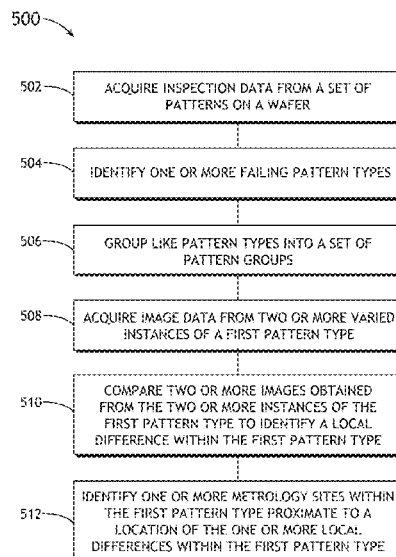 500
502
ACQUIRE INSPECTION DATA FROM A SET OF
PATTERNS ON A WAFER
504
IDENTIFY ONE OR MORE FAILING PATTERN TYPES
506
GROUP LIKE PATTERN TYPES INTO A SET OF
PATTERN GROUPS
508
ACQUIRE IMAGE DATA FROM TWO OR MORE VARIED
INSTANCES OF A FIRST PATTERN TYPE
510
COMPARE TWO OR MORE IMAGES OBTAINED
FROM THE TWO OR MORE INSTANCES OF THE
FIRST PATTERN TYPE TO IDENTIFY A LOCAL
DIFFERENCE WITHIN THE FIRST PATTERN TYPE
512
IDENTIFY ONE OR MORE METROLOGY SITES WITHIN
THE FIRST PATTERN TYPE PROXIMATE TO A
LOCATION OF THE ONE OR MORE LOCAL
DIFFERENCES WITHIN THE FIRST PATTERN TYPE